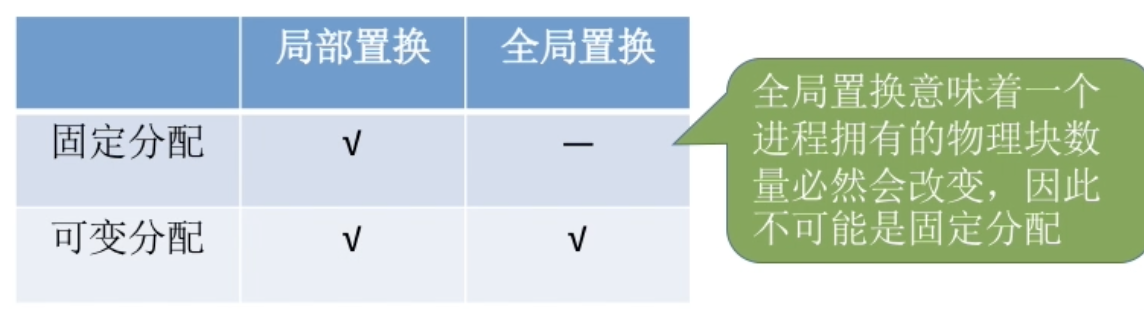 局部置换 全局置换
固定分配 √ —
可变分配 √ √
全局置换意味着一个
进程拥有的物理块数
量必然会改变，因此
不可能是固定分配